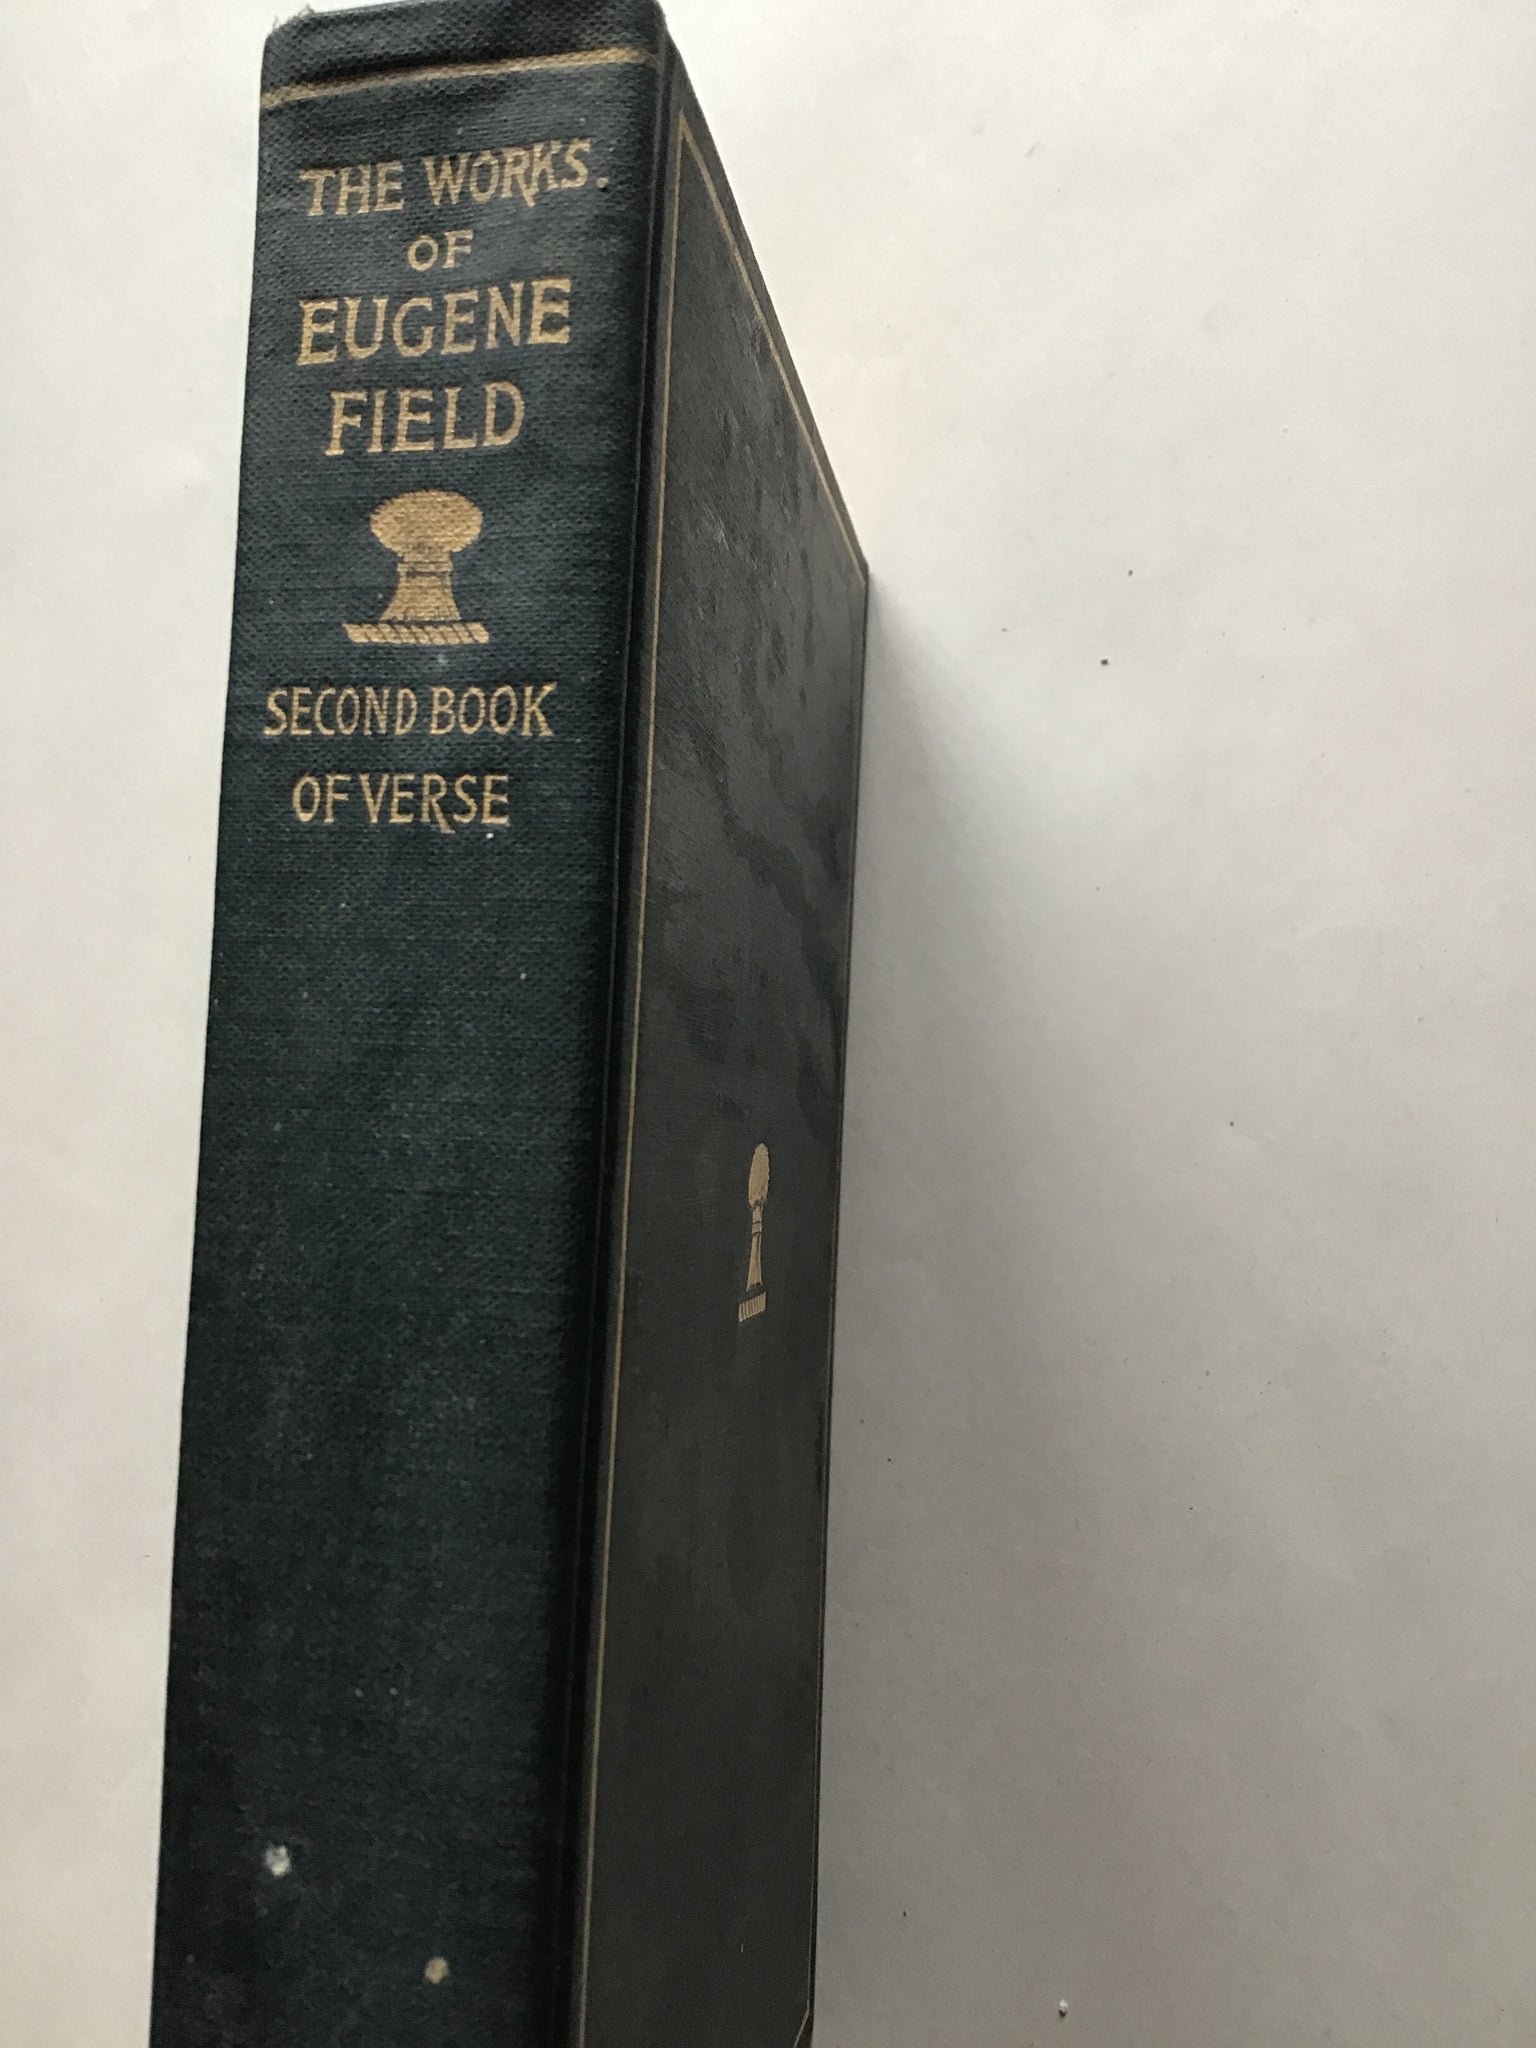 THE WORKS
OF
EUGENE
FIELD
SECOND BOOK
OF VERSE